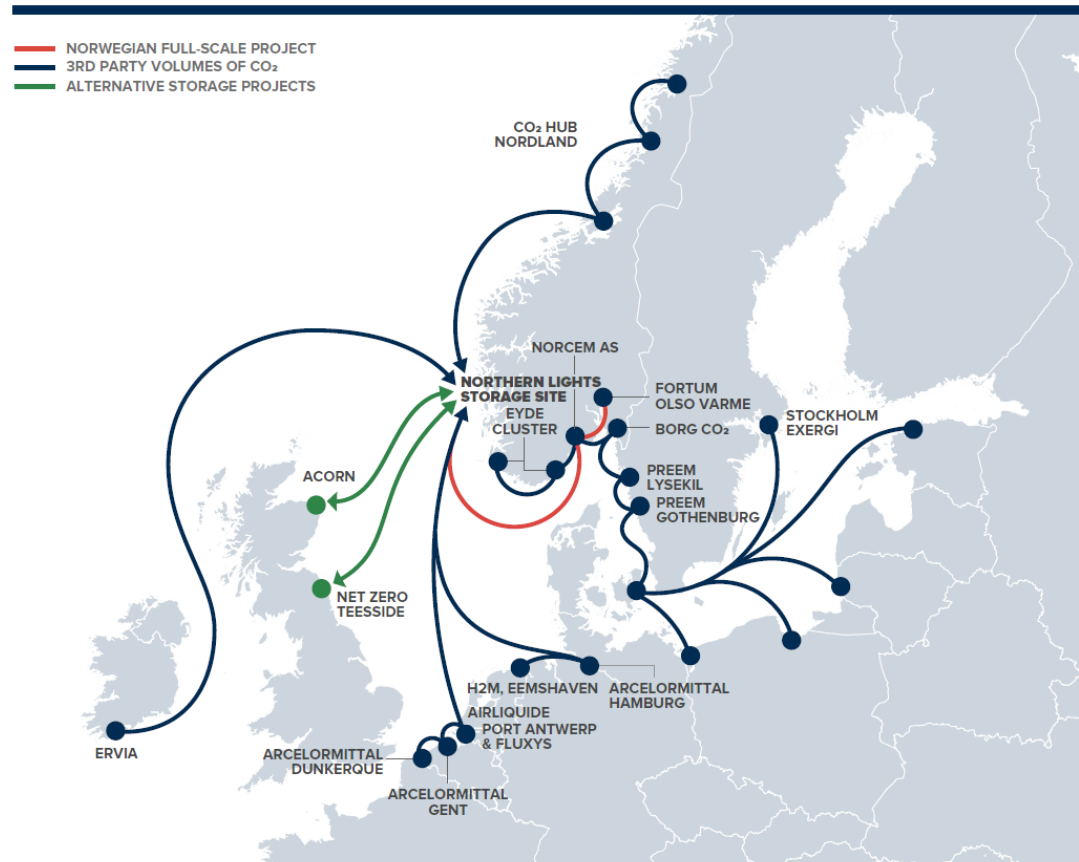 NORWEGIAN FULL-SCALE PROJECT
3RD PARTY VOLUMES OF CO₂
ALTERNATIVE STORAGE PROJECTS
CO₂ HUB
NORDLAND
NORCEM AS
NORTHERN LIGHTS
STORAGE SITE
EYDE
CLUSTER
FORTUM
OLSO VARME
BORG CO₂
STOCKHOLM
EXERGI
PREEM
LYSEKIL
PREEM
GOTHENBURG
ACORN
NET ZERO
TEESSIDE
H2M, EEMSHAVEN
ARCELORMITTAL
HAMBURG
AIRLIQUIDE
PORT ANTWERP
& FLUXYS
ERVIA
ARCELORMITTAL
DUNKERQUE
ARCELORMITTAL
GENT